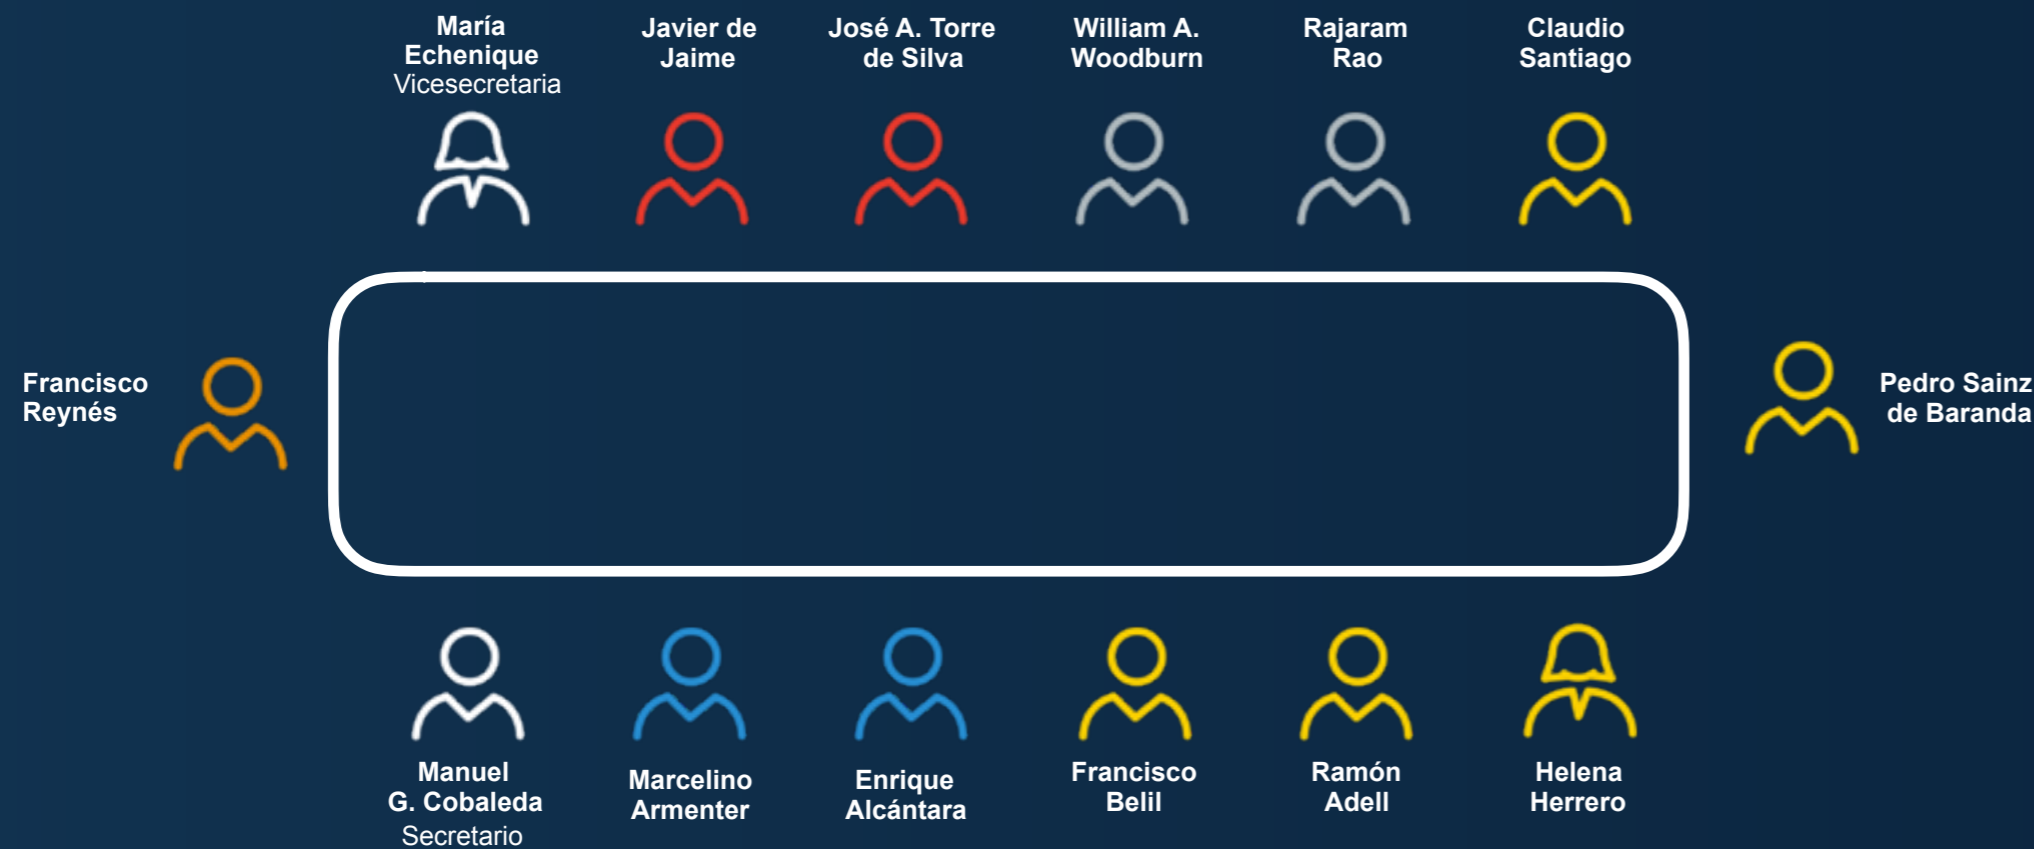 María
Echenique
Vicesecretaria
Javier de
Jaime
José A. Torre
de Silva
William A.
Woodburn
Rajaram
Rao
Claudio
Santiago
Francisco
Reynés
Pedro Sainz
de Baranda
Manuel
G. Cobaleda
Secretario
Marcelino
Armenter
Enrique
Alcántara
Francisco
Belil
Ramón
Adell
Helena
Herrero